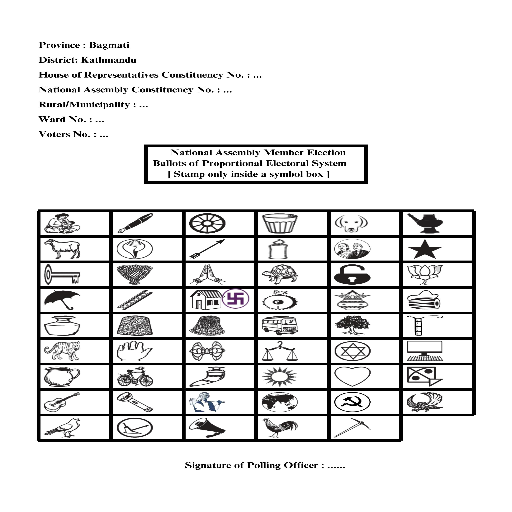 Province : Bagmati
District: Kathmandu
House of Representatives Constituency No. : ...
National Assembly Constituency No. : ...
Rural/Municipality : ...
Ward No. : ...
Voters No. : ...
National Assembly Member Election
Ballots of Proportional Electoral System
[ Stamp only inside a symbol box ]
Signature of Polling Officer : ......